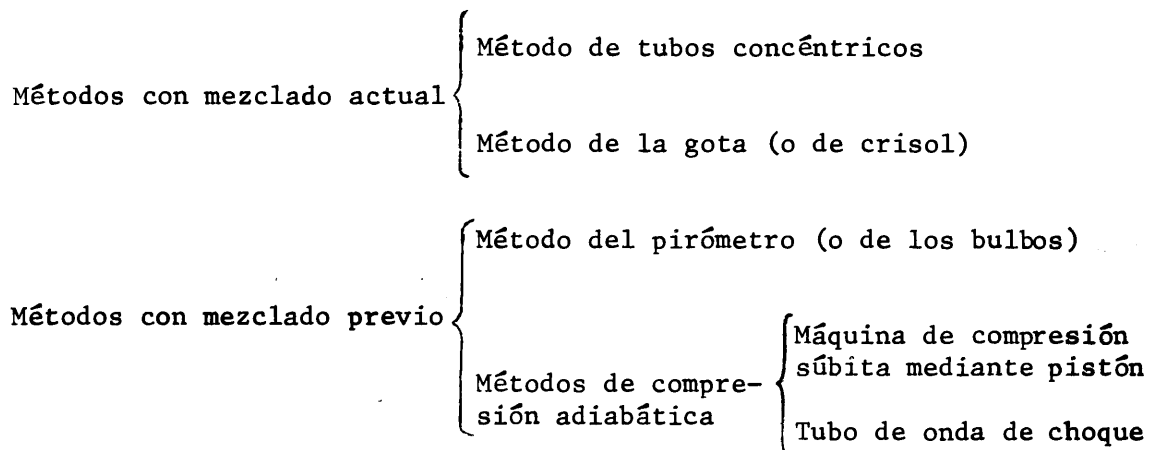 Método de tubos concéntricos
Métodos con mezclado actual
Método de la gota (o de crisol)
Método del pirómetro (o de los bulbos)
Métodos con mezclado previo
Máquina de compresión
súbita mediante pistón
Métodos de compre-
sión adiabática
Tubo de onda de choque